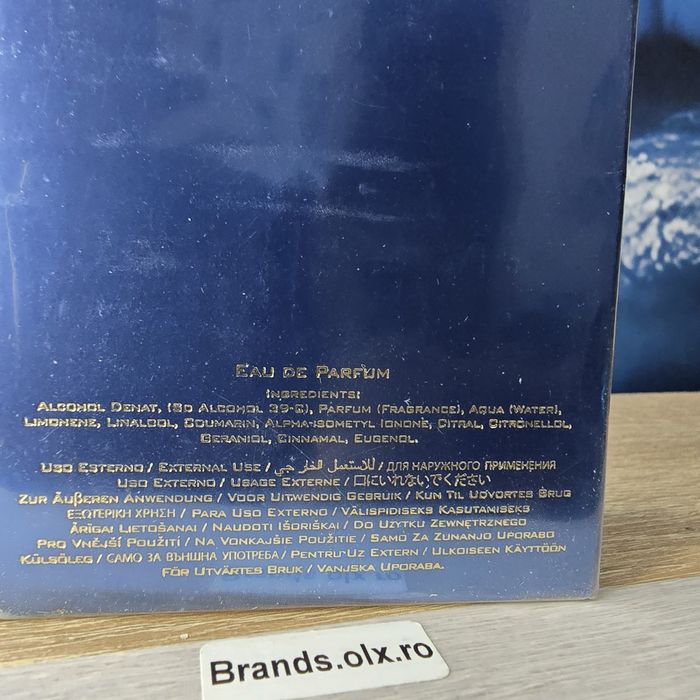 EAU DE PARFUM
INGREDIENTS:
ALCOHOL DENAT, (SD ALCOHOL 39-C), PARFUM (FRAGRANCE), AQUA (WATER),
LIMONENE, LINALOOL, COUMARIN, ALPHA-ISOMETYL IONONE, CITRAL, CITRONELLOL,
GERANIOL, CINNAMAL, EUGENOL.
USO ESTERNO / EXTERNAL USE / للاستعمل الخارجي / ДЛЯ НАРУЖНОГО ПРИМЕНЕНИЯ
USO EXTERNO / USAGE EXTERNE / 口にいれないでください
ZUR ÄUßEREN ANWENDUNG / VOOR UITWENDIG GEBRUIK / KUN TIL UDVORTES BRUG
ΕΞΩΤΕΡΙΚΗ ΧΡΗΣΗ / PARA USO EXTERNO / VÄLISPIDISEKS KASUTAMISEKS
ĀRĪGAI LIETOŠANAI / NAUDOTI IŠORIŠKAI / DO UZYTKU ZEWNĘTRZNEGO
PRO VNĚJŠÍ POUŽITÍ / NA VONKAJŠIE POUŽITIE / SAMO ZA ZUNANJO UPORABO
KÜLSŐLEG / САМО ЗА ВЪНШНА УПОТРЕБА / PENTRU UZ EXTERN / ULKOISEEN KÄYTTÖÖN
FÖR UTVÄRTES BRUK / VANJSKA UPORABA.
Brands.olx.ro